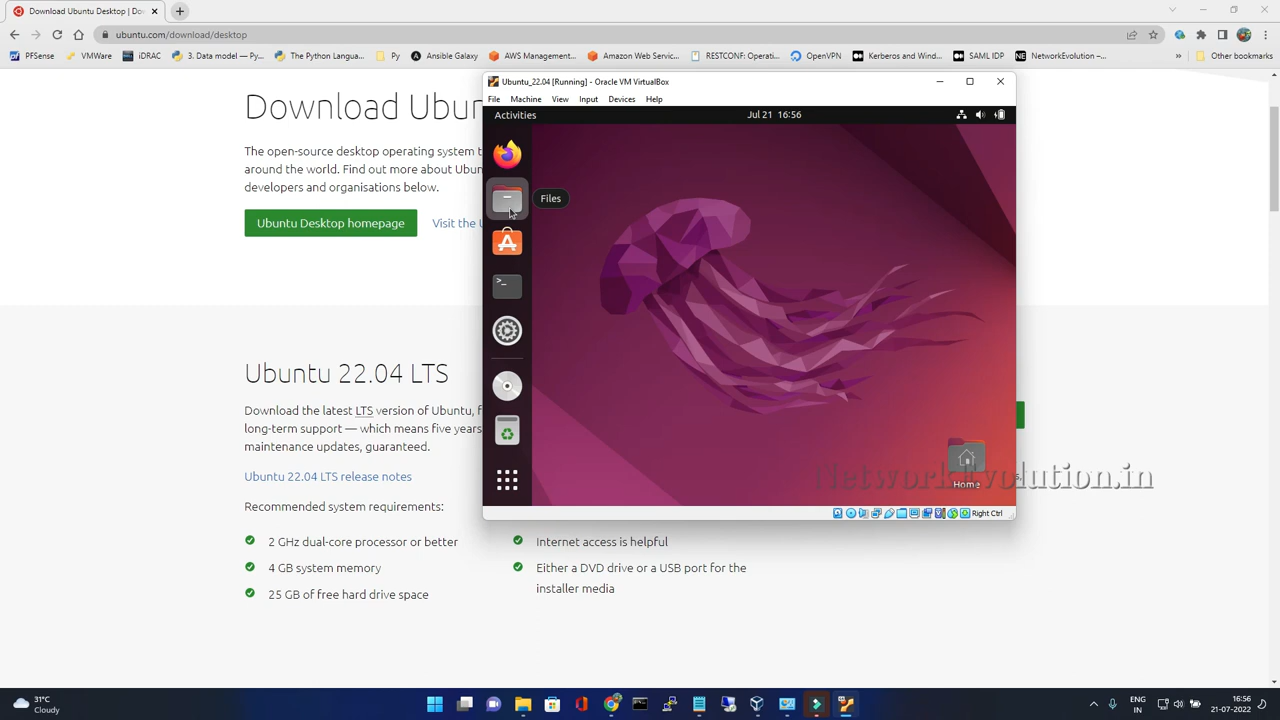 Download Ubuntu Desktop | Do
ubuntu.com/download/desktop
PFSense
VMWare
iDRAC
3. Data model — Py...
The Python Langua...
Py
Ansible Galaxy
AWS Management...
Amazon Web Servic...
RESTCONF: Operati...
OpenVPN
Kerberos and Wind...
SAML IDP
NE
NetworkEvolution.in
»
Other bookmarks
Download Ubun
The open-source desktop operating system t
around the world. Find out more about Ubu
developers and organisations below.
Ubuntu Desktop homepage
Visit the U
Ubuntu 22.04 LTS
Download the latest LTS version of Ubuntu, f
long-term support — which means five years
maintenance updates, guaranteed.
Ubuntu 22.04 LTS release notes
Recommended system requirements:
2 GHz dual-core processor or better
4 GB system memory
25 GB of free hard drive space
Internet access is helpful
Either a DVD drive or a USB port for the
installer media
Ubuntu_22.04 [Running] - Oracle VM VirtualBox
File
Machine
View
Input
Devices
Help
Activities
Jul 21 16:56
Files
>_
Home
NetworkEvolution.in
Right Ctrl
31°C
Cloudy
ENG
IN
16:56
21-07-2022